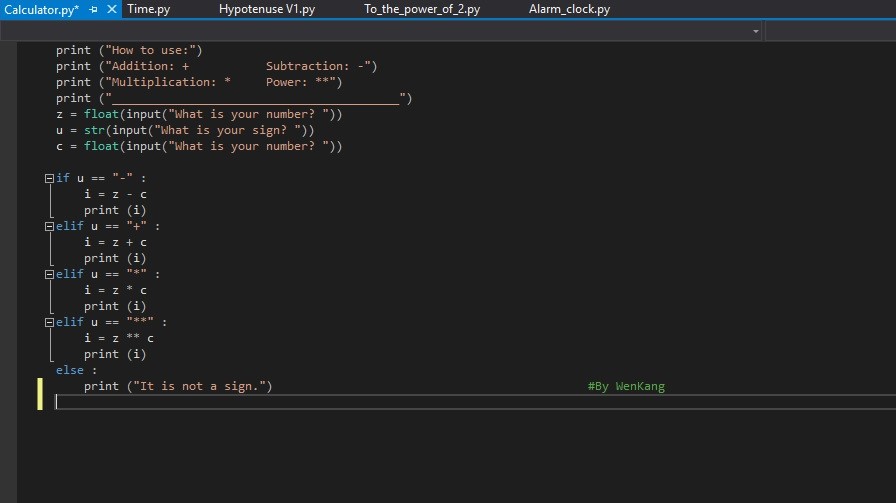 Calculator.py* Time.py Hypotenuse V1.py To_the_power_of_2.py Alarm_clock.py
print ("How to use:")
print ("Addition: +           Subtraction: -")
print ("Multiplication: *     Power: **")
print ("_________________________________________")
z = float(input("What is your number? "))
u = str(input("What is your sign? "))
c = float(input("What is your number? "))
if u == "-" :
    i = z - c
    print (i)
elif u == "+" :
    i = z + c
    print (i)
elif u == "*" :
    i = z * c
    print (i)
elif u == "**" :
    i = z ** c
    print (i)
else :
    print ("It is not a sign.")                                             #By WenKang